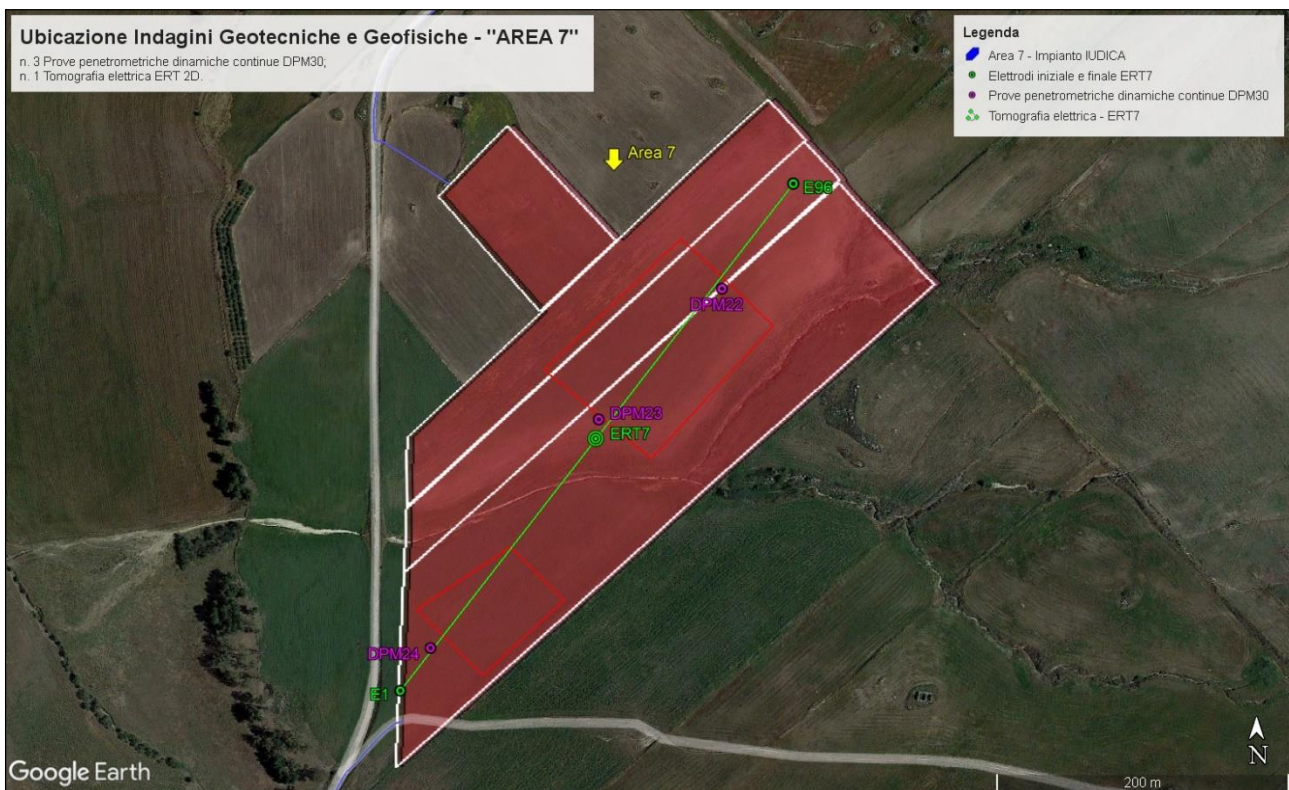 Ubicazione Indagini Geotecniche e Geofisiche - "AREA 7"
n. 3 Prove penetrometriche dinamiche continue DPM30;
n. 1 Tomografia elettrica ERT 2D.
Legenda
Area 7 - Impianto IUDICA
Elettrodi iniziale e finale ERT7
Prove penetrometriche dinamiche continue DPM30
Tomografia elettrica - ERT7
Area 7
E96
DPM22
DPM23
ERT7
DPM24
E1
N
Google Earth
200 m